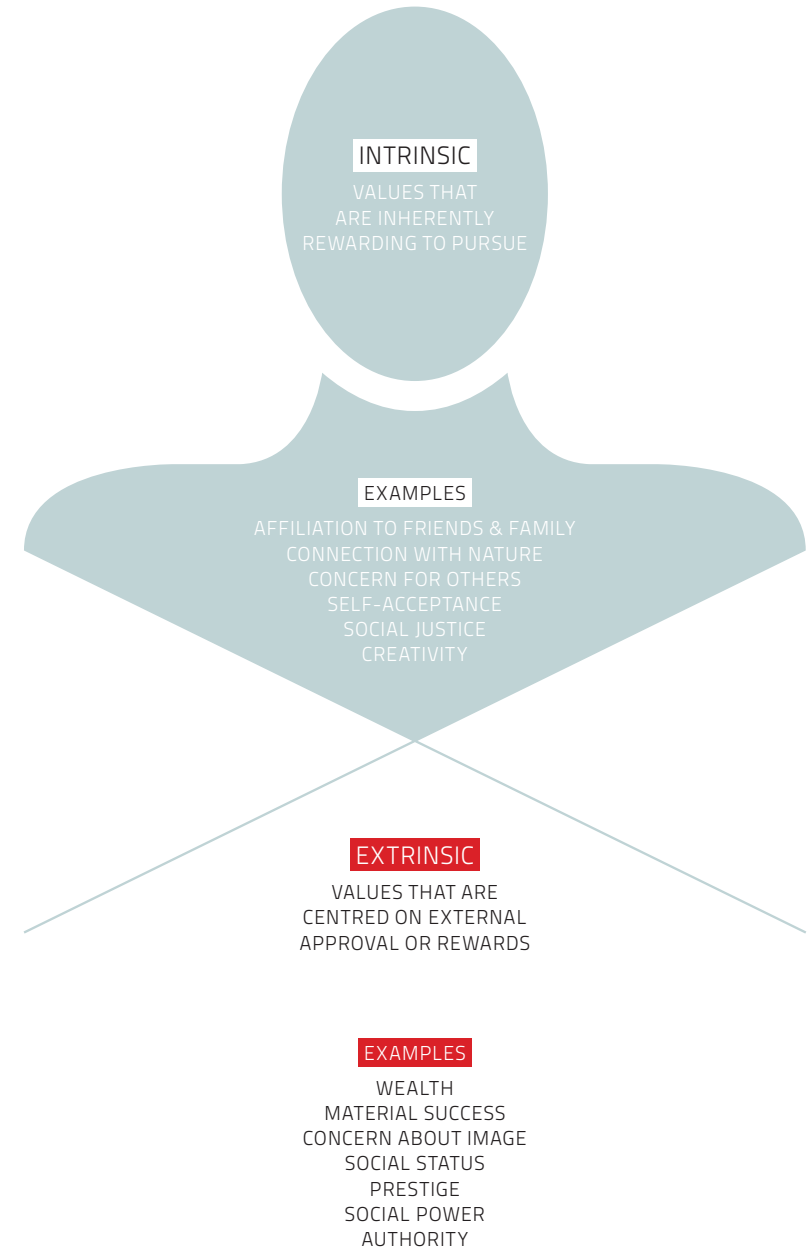 INTRINSIC
VALUES THAT
ARE INHERENTLY
REWARDING TO PURSUE
EXAMPLES
AFFILIATION TO FRIENDS & FAMILY
CONNECTION WITH NATURE
CONCERN FOR OTHERS
SELF-ACCEPTANCE
SOCIAL JUSTICE
CREATIVITY
EXTRINSIC
VALUES THAT ARE
CENTRED ON EXTERNAL
APPROVAL OR REWARDS
EXAMPLES
WEALTH
MATERIAL SUCCESS
CONCERN ABOUT IMAGE
SOCIAL STATUS
PRESTIGE
SOCIAL POWER
AUTHORITY